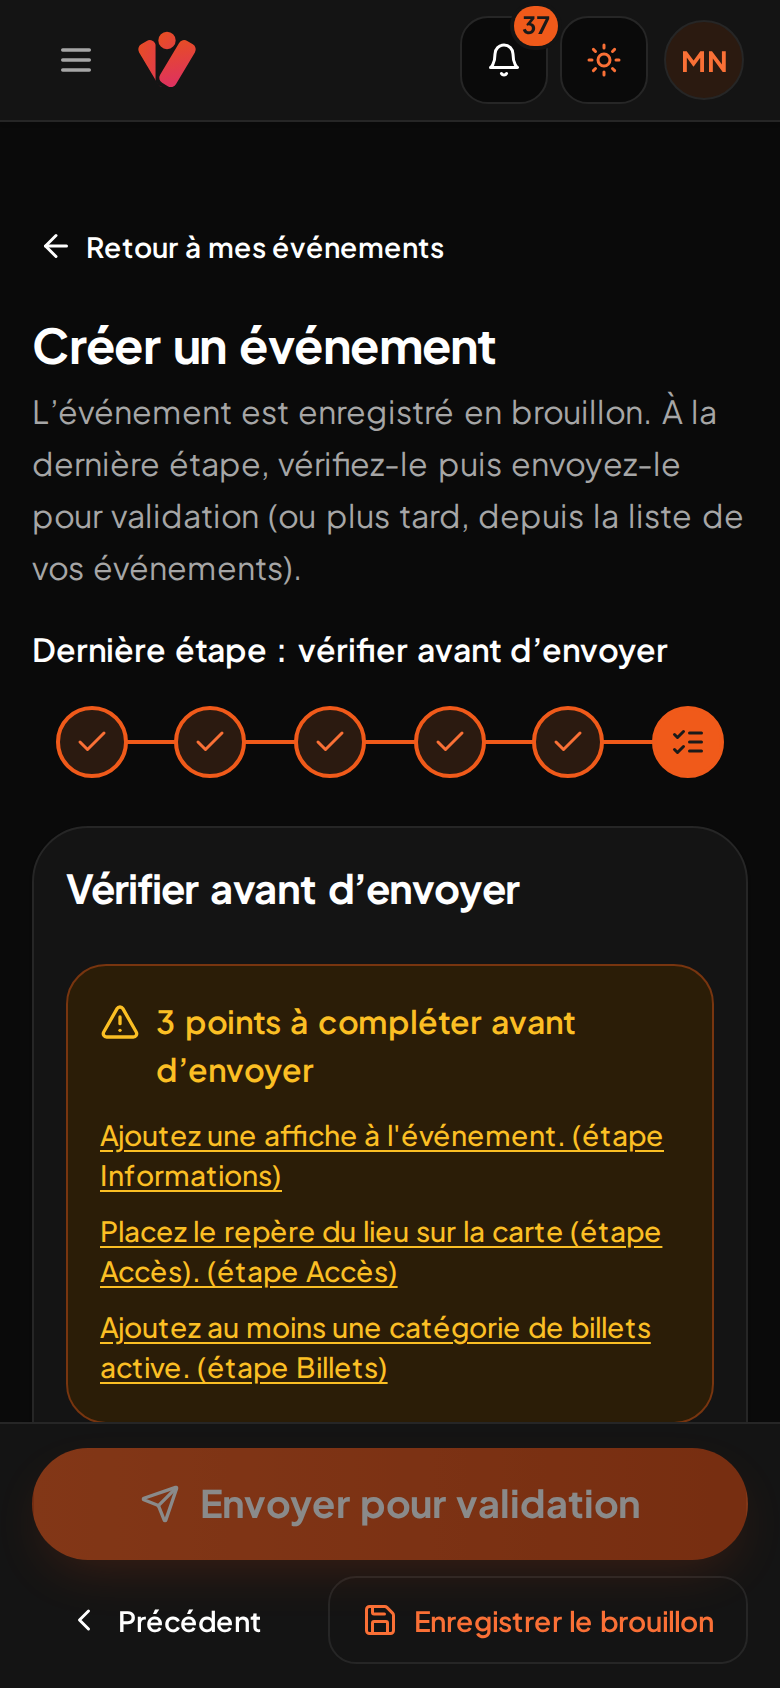 37
MN
Retour à mes événements
Créer un événement
L’événement est enregistré en brouillon. À la
dernière étape, vérifiez-le puis envoyez-le
pour validation (ou plus tard, depuis la liste de
vos événements).
Dernière étape : vérifier avant d’envoyer
Vérifier avant d’envoyer
3 points à compléter avant
d’envoyer
Ajoutez une affiche à l'événement. (étape
Informations)
Placez le repère du lieu sur la carte (étape
Accès). (étape Accès)
Ajoutez au moins une catégorie de billets
active. (étape Billets)
Envoyer pour validation
Précédent
Enregistrer le brouillon